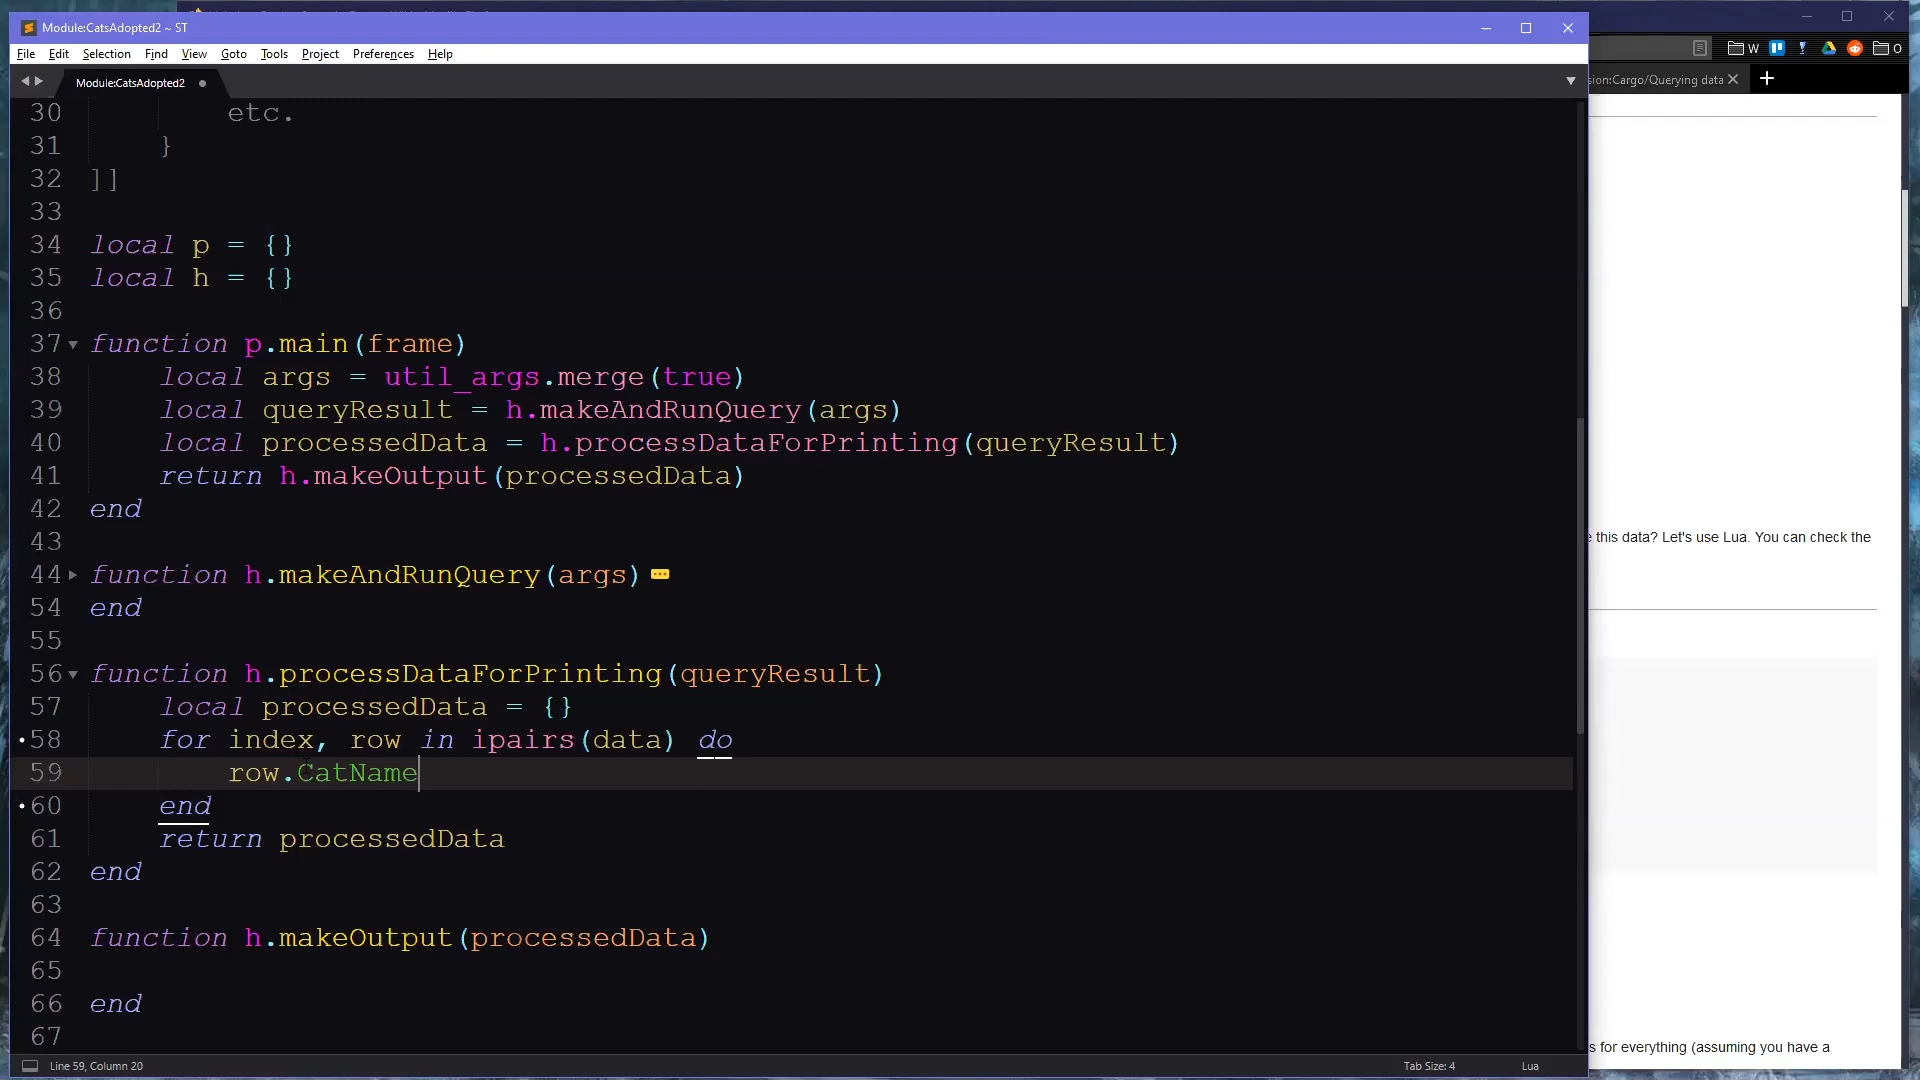 Module:CatsAdopted2 ~ ST
File Edit Selection Find View Goto Tools Project Preferences Help
Module:CatsAdopted2
W
O
sion:Cargo/Querying data
30 etc.
31 }
32 ]]
33
34 local p = {}
35 local h = {}
36
37 function p.main(frame)
38 local args = util_args.merge(true)
39 local queryResult = h.makeAndRunQuery(args)
40 local processedData = h.processDataForPrinting(queryResult)
41 return h.makeOutput(processedData)
42 end
43
44 function h.makeAndRunQuery(args)
54 end
55
56 function h.processDataForPrinting(queryResult)
57 local processedData = {}
58 for index, row in ipairs(data) do
59 row.CatName
60 end
61 return processedData
62 end
63
64 function h.makeOutput(processedData)
65
66 end
67
this data? Let's use Lua. You can check the
s for everything (assuming you have a
Line 59, Column 20
Tab Size: 4
Lua